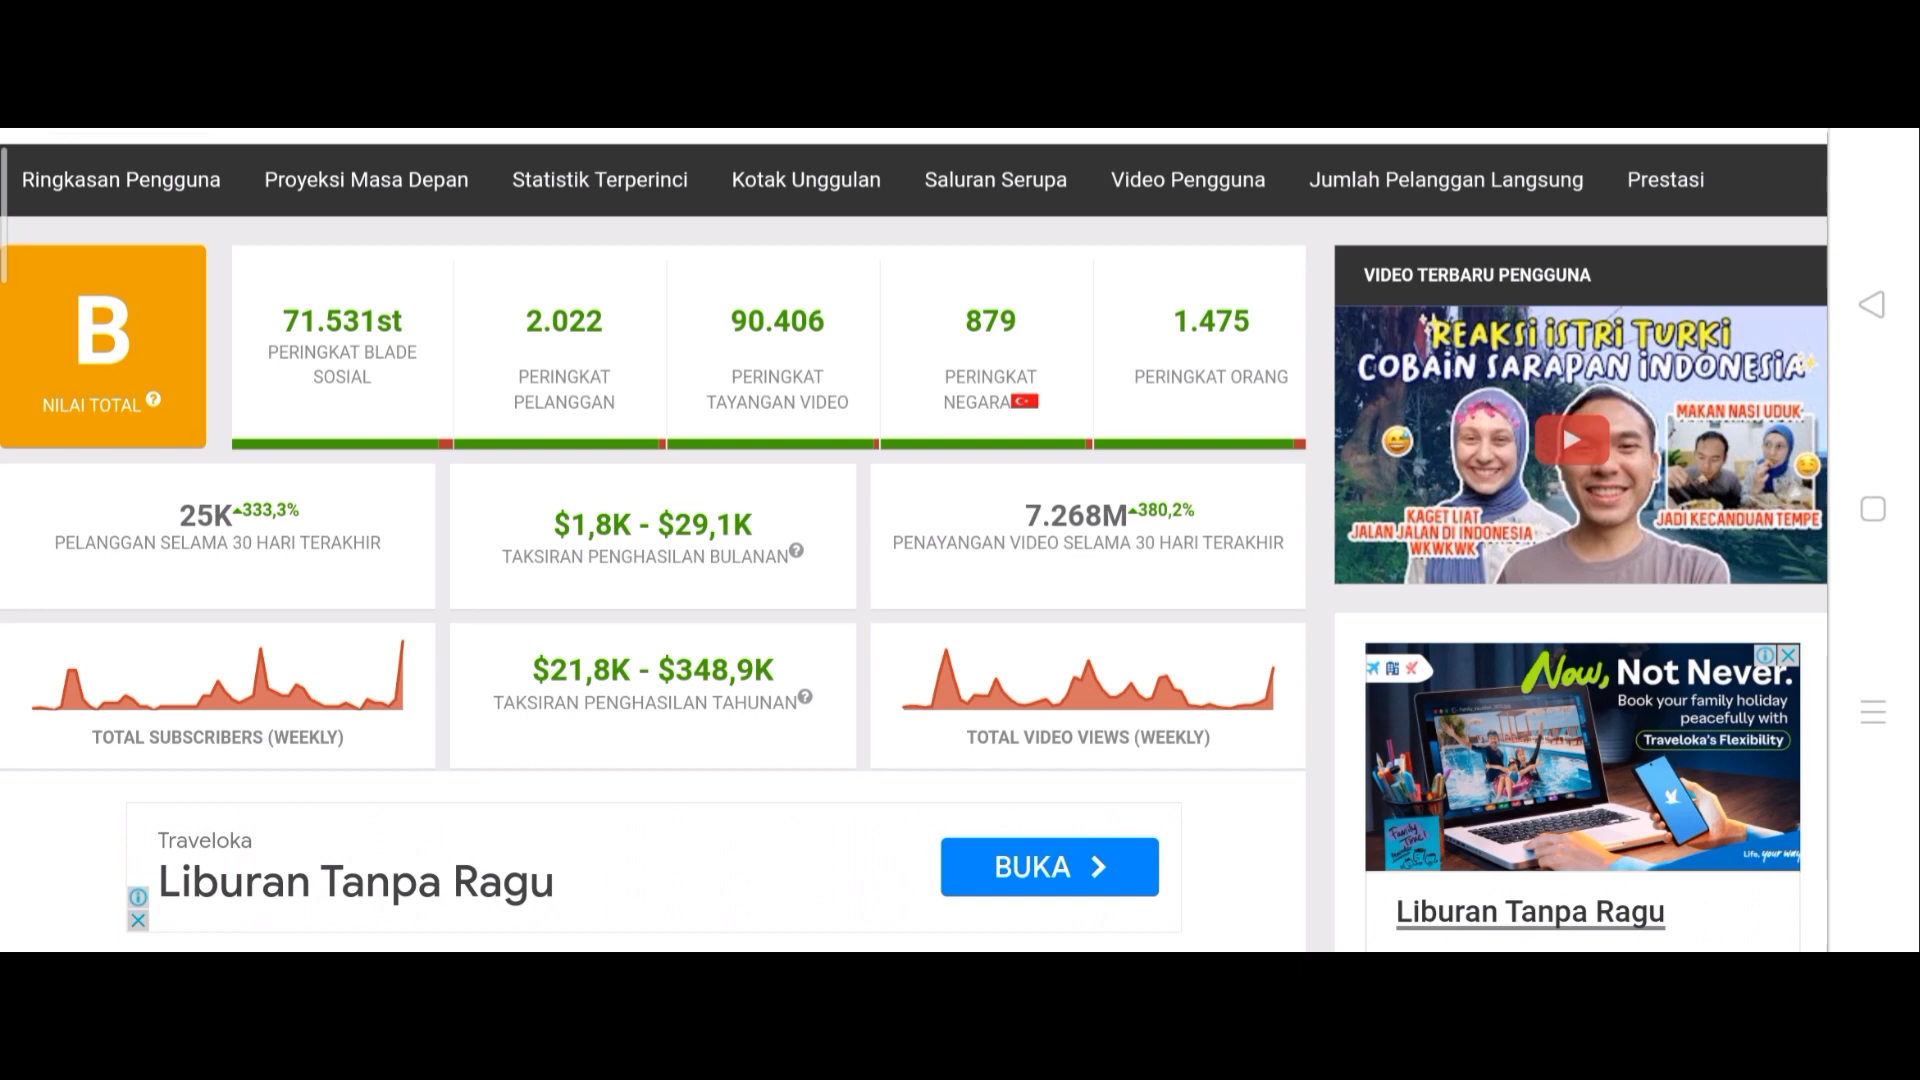 Ringkasan Pengguna Proyeksi Masa Depan Statistik Terperinci Kotak Unggulan Saluran Serupa Video Pengguna Jumlah Pelanggan Langsung Prestasi
B
NILAI TOTAL
71.531st
PERINGKAT BLADE
SOSIAL
2.022
PERINGKAT
PELANGGAN
90.406
PERINGKAT
TAYANGAN VIDEO
879
PERINGKAT
NEGARA
1.475
PERINGKAT ORANG
25K 333,3%
PELANGGAN SELAMA 30 HARI TERAKHIR
$1,8K - $29,1K
TAKSIRAN PENGHASILAN BULANAN
7.268M 380,2%
PENAYANGAN VIDEO SELAMA 30 HARI TERAKHIR
TOTAL SUBSCRIBERS (WEEKLY)
$21,8K - $348,9K
TAKSIRAN PENGHASILAN TAHUNAN
TOTAL VIDEO VIEWS (WEEKLY)
Traveloka
Liburan Tanpa Ragu
BUKA
VIDEO TERBARU PENGGUNA
REAKSI ISTRI TURKI
COBAIN SARAPAN INDONESIA
MAKAN NASI UDUK
KAGET LIAT
JALAN JALAN DI INDONESIA
WKWKWK
JADI KECANDUAN TEMPE
Now, Not Never.
Book your family holiday
peacefully with
Traveloka's Flexibility
Family
Time!
Life, your way
Liburan Tanpa Ragu